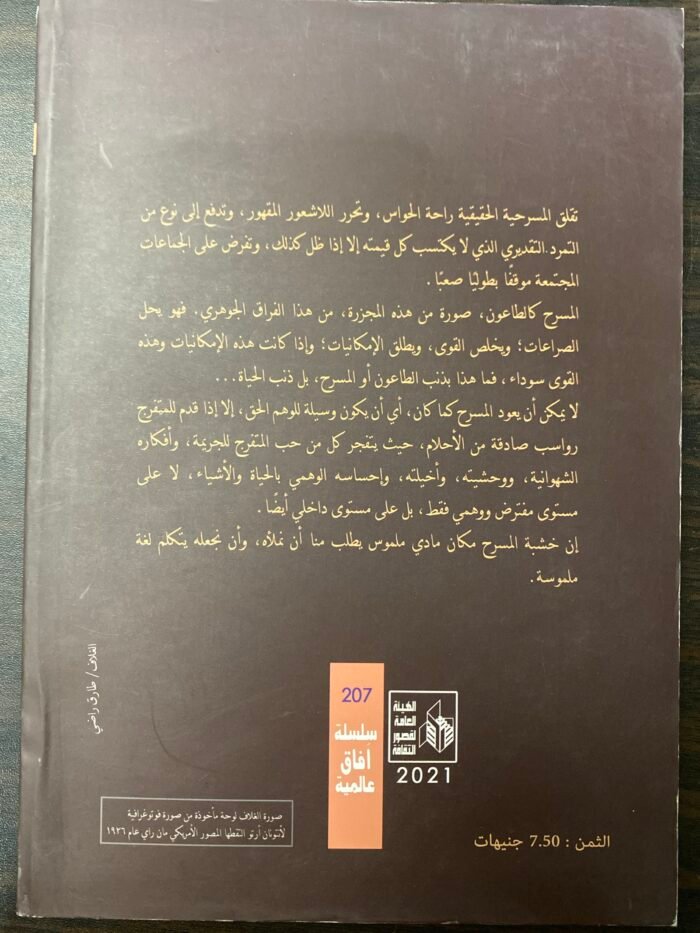 تقلق المسرحية الحقيقية راحة الحواس، وتحرر اللاشعور المقهور، وتدفع إلى نوع من
التمرد التقديري الذي لا يكتسب كل قيمته إلا إذا ظل كذلك، وتفرض على الجماعات
المجتمعة موقفًا بطوليًا صعبًا.
المسرح كالطاعون، صورة من هذه المجزرة، من هذا الفراق الجوهري. فهو يحل
الصراعات؛ ويخلص القوى، ويطلق الإمكانيات؛ وإذا كانت هذه الإمكانيات وهذه
القوى سوداء، فما هذا بذنب الطاعون أو المسرح، بل ذنب الحياة...
لا يمكن أن يعود المسرح كما كان، أي أن يكون وسيلة للوهم الحق، إلا إذا قدم للمتفرج
رواسب صادقة من الأحلام، حيث يتفجر كل من حب المتفرج للجريمة، وأفكاره
الشهوانية، ووحشيته، وأخيلته، وإحساسه الوهمي بالحياة والأشياء، لا على
مستوى مفترض ووهمي فقط، بل على مستوى داخلي أيضًا.
إن خشبة المسرح مكان مادي ملموس يطلب منا أن نملأه، وأن نجعله يتكلم لغة
ملموسة.
الغلاف/ طارق راضي
207
سلسلة
آفاق
عالمية
الهيئة
العامة
لقصور
الثقافة
2021
صورة الغلاف لوحة مأخوذة من صورة فوتوغرافية
لأنتونان أرتو التقطها المصور الأمريكي مان راي عام ١٩٢٦
الثمن : 7.50 جنيهات